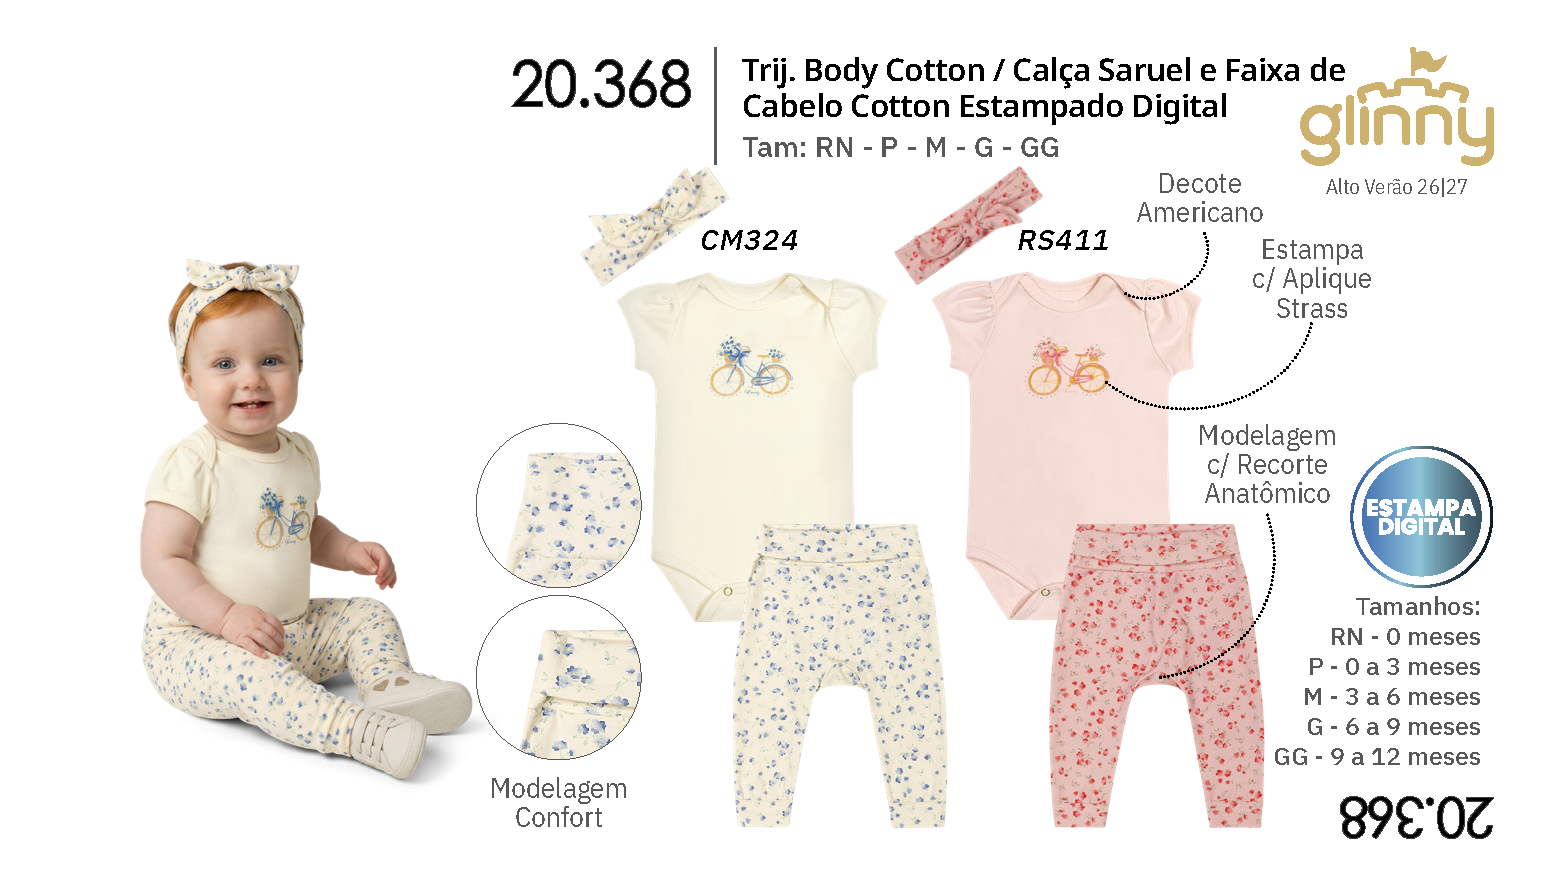 20.368
Trij. Body Cotton / Calça Saruel e Faixa de
Cabelo Cotton Estampado Digital
Tam: RN - P - M - G - GG
glinny
Alto Verão 26|27
CM324
RS411
Decote
Americano
Estampa
c/ Aplique
Strass
Modelagem
c/ Recorte
Anatômico
ESTAMPA
DIGITAL
Tamanhos:
RN - 0 meses
P - 0 a 3 meses
M - 3 a 6 meses
G - 6 a 9 meses
GG - 9 a 12 meses
Modelagem
Confort
20.368